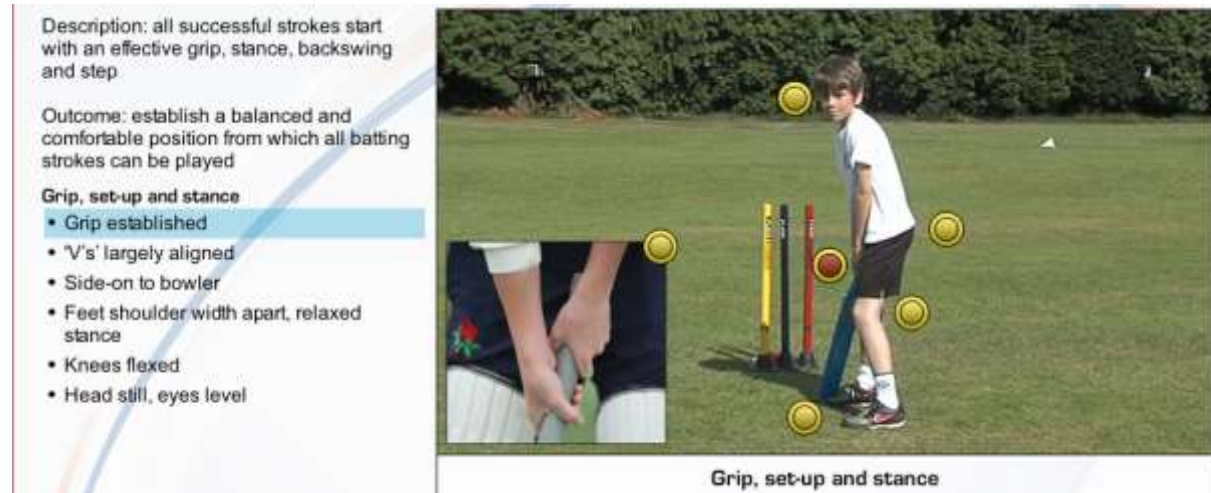 Description: all successful strokes start
with an effective grip, stance, backswing
and step
Outcome: establish a balanced and
comfortable position from which all batting
strokes can be played
Grip, set-up and stance
• Grip established
• 'V's' largely aligned
• Side-on to bowler
• Feet shoulder width apart, relaxed
stance
• Knees flexed
• Head still, eyes level
Grip, set-up and stance